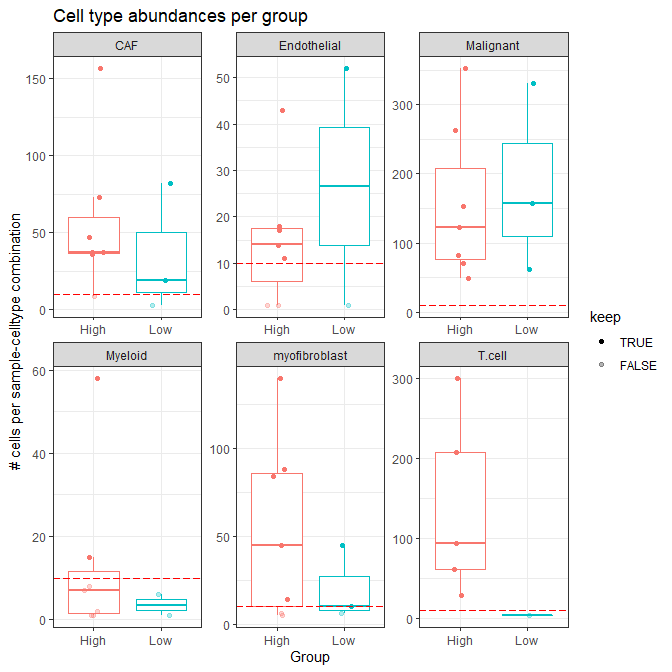 Cell type abundances per group
CAF
Endothelial
Malignant
150
100
50
0
50
40
30
20
10
0
300
200
100
0
High
Low
High
Low
High
Low
Myeloid
myofibroblast
T.cell
60
40
20
0
100
50
0
300
200
100
0
High
Low
High
Low
High
Low
Group
# cells per sample-celltype combination
keep
TRUE
FALSE